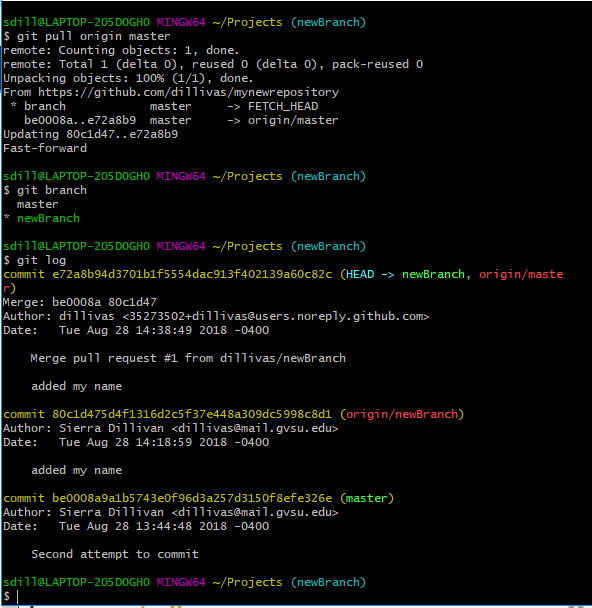 sdill@LAPTOP-205DOGH0 MINGW64 ~/Projects (newBranch)
$ git pull origin master
remote: Counting objects: 1, done.
remote: Total 1 (delta 0), reused 0 (delta 0), pack-reused 0
Unpacking objects: 100% (1/1), done.
From https://github.com/dillivas/mynewrepository
 * branch            master     -> FETCH_HEAD
   be0008a..e72a8b9  master     -> origin/master
Updating 80c1d47..e72a8b9
Fast-forward
sdill@LAPTOP-205DOGH0 MINGW64 ~/Projects (newBranch)
$ git branch
  master
* newBranch
sdill@LAPTOP-205DOGH0 MINGW64 ~/Projects (newBranch)
$ git log
commit e72a8b94d3701b1f5554dac913f402139a60c82c (HEAD -> newBranch, origin/maste
r)
Merge: be0008a 80c1d47
Author: dillivas <35273502+dillivas@users.noreply.github.com>
Date:   Tue Aug 28 14:38:49 2018 -0400
    Merge pull request #1 from dillivas/newBranch
    added my name
commit 80c1d475d4f1316d2c5f37e448a309dc5998c8d1 (origin/newBranch)
Author: Sierra Dillivan <dillivas@mail.gvsu.edu>
Date:   Tue Aug 28 14:18:59 2018 -0400
    added my name
commit be0008a9a1b5743e0f96d3a257d3150f8efe326e (master)
Author: Sierra Dillivan <dillivas@mail.gvsu.edu>
Date:   Tue Aug 28 13:44:48 2018 -0400
    Second attempt to commit
sdill@LAPTOP-205DOGH0 MINGW64 ~/Projects (newBranch)
$